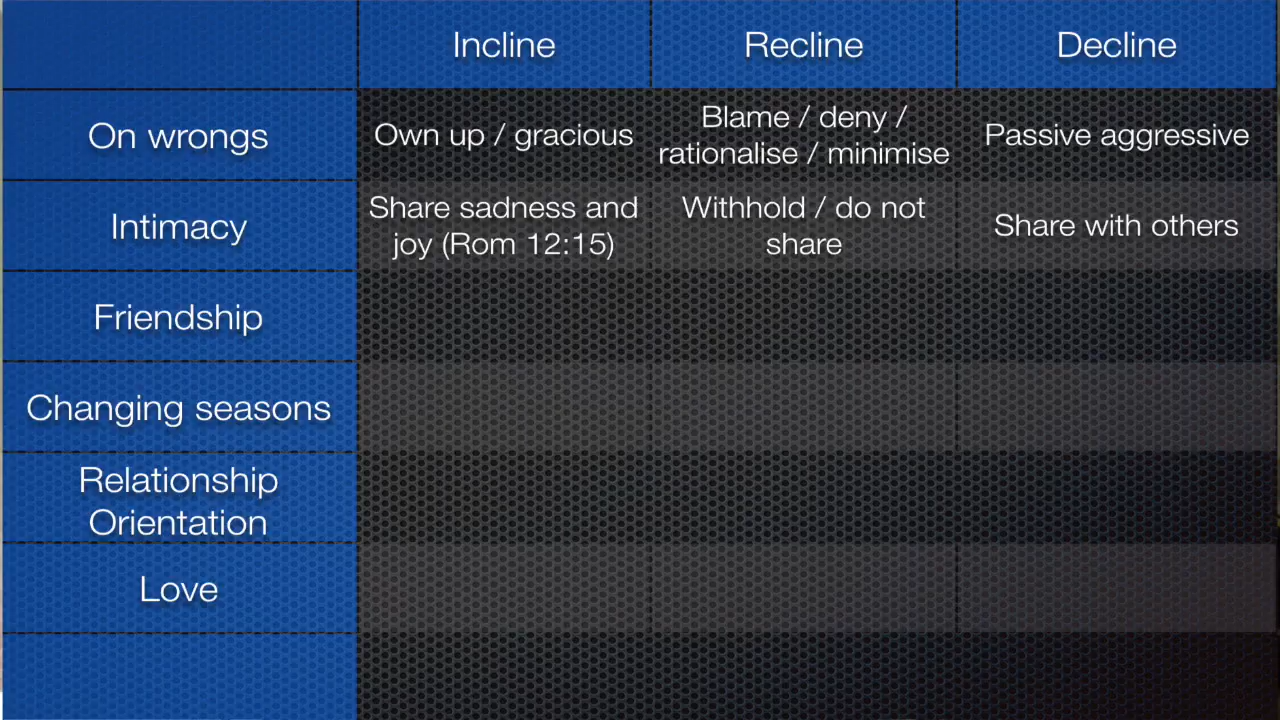 Incline
Recline
Decline
On wrongs
Own up / gracious
Blame / deny /
rationalise / minimise
Passive aggressive
Intimacy
Share sadness and
joy (Rom 12:15)
Withhold / do not
share
Share with others
Friendship
Changing seasons
Relationship
Orientation
Love